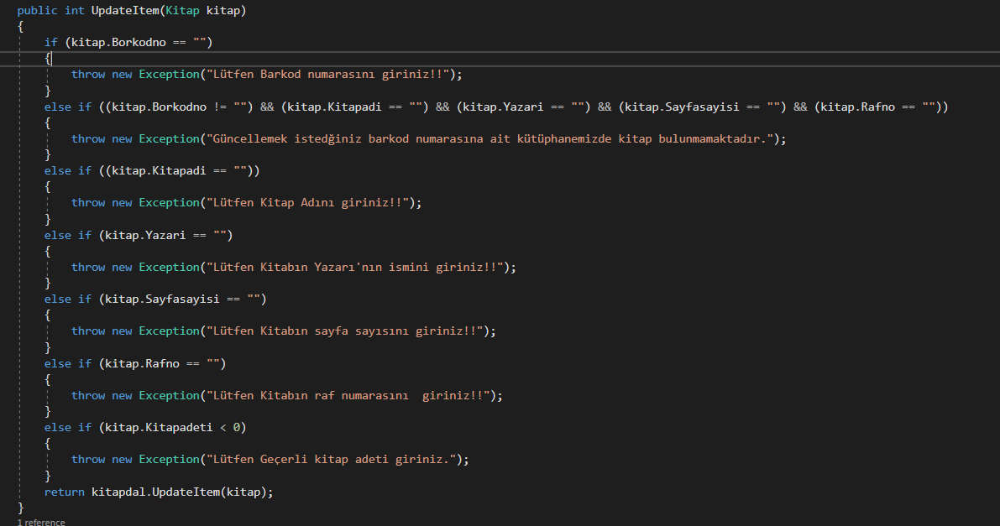 public int UpdateItem(Kitap kitap)
{
if (kitap.Borkodno == "")
{
throw new Exception("Lütfen Barkod numarasını giriniz!!");
}
else if ((kitap.Borkodno != "") && (kitap.Kitapadi == "") && (kitap.Yazari == "") && (kitap.Sayfasayisi == "") && (kitap.Rafno == ""))
{
throw new Exception("Güncellemek istedğiniz barkod numarasına ait kütüphanemizde kitap bulunmamaktadır.");
}
else if ((kitap.Kitapadi == ""))
{
throw new Exception("Lütfen Kitap Adını giriniz!!");
}
else if (kitap.Yazari == "")
{
throw new Exception("Lütfen Kitabın Yazarı'nın ismini giriniz!!");
}
else if (kitap.Sayfasayisi == "")
{
throw new Exception("Lütfen Kitabın sayfa sayısını giriniz!!");
}
else if (kitap.Rafno == "")
{
throw new Exception("Lütfen Kitabın raf numarasını  giriniz!!");
}
else if (kitap.Kitapadeti < 0)
{
throw new Exception("Lütfen Geçerli kitap adeti giriniz.");
}
return kitapdal.UpdateItem(kitap);
}
1 reference